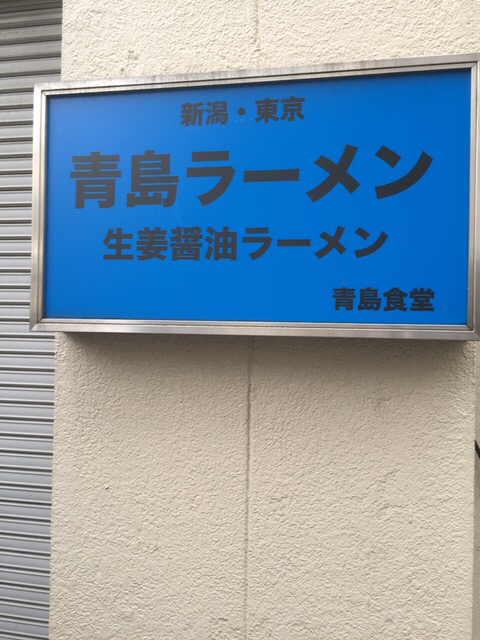 新潟・東京
青島ラーメン
生姜醤油ラーメン
青島食堂